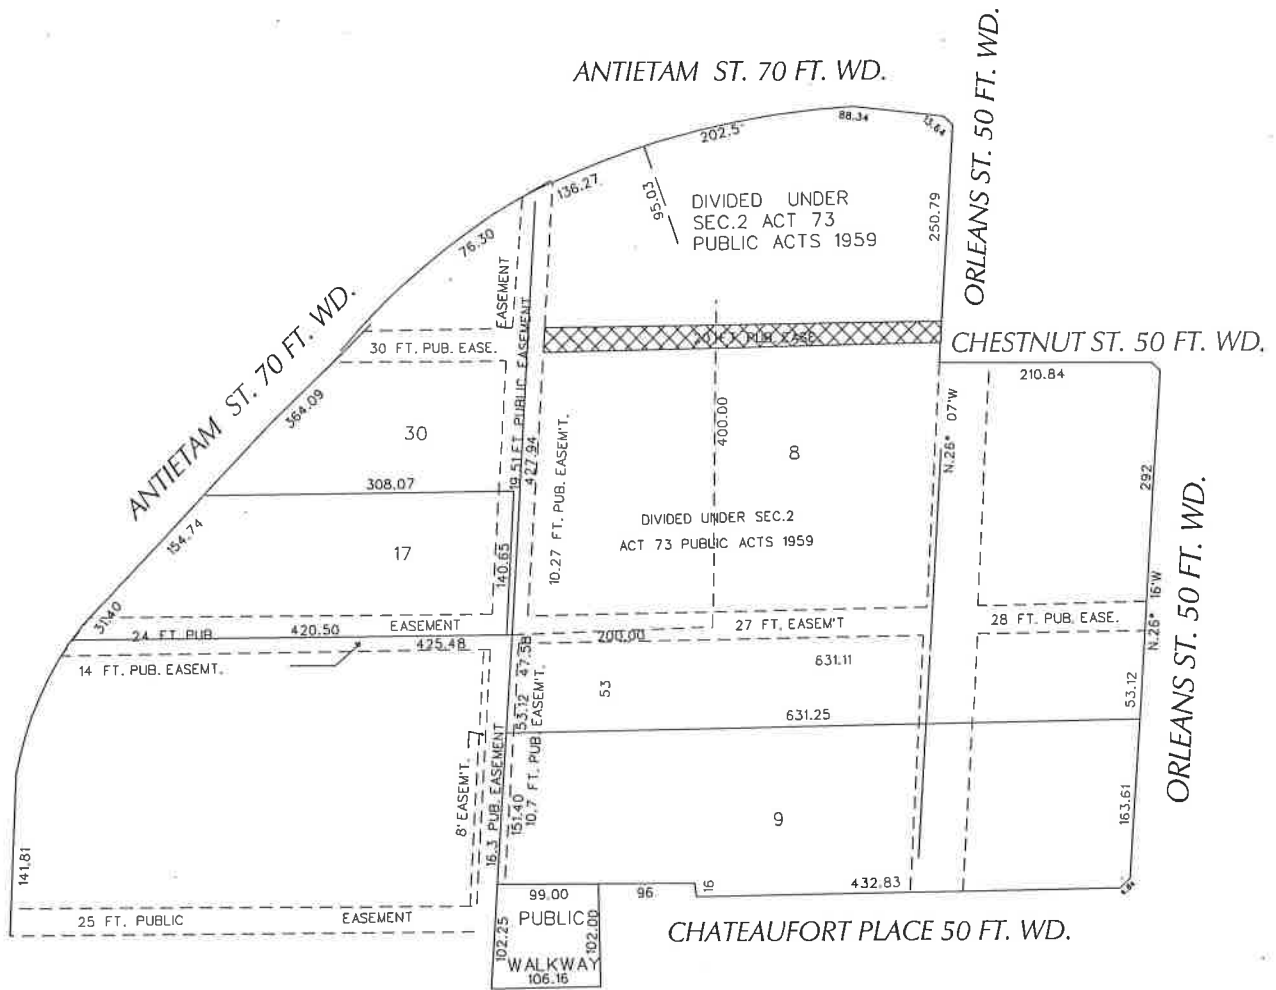 ANTIETAM ST. 70 FT. WD.
ORLEANS ST. 50 FT. WD.
88.34
13.64
202.5
136.27
95.03
DIVIDED UNDER
SEC.2 ACT 73
PUBLIC ACTS 1959
250.79
76.30
EASEMENT
ANTIETAM ST. 70 FT. WD.
30 FT. PUB. EASE.
20 FT. PUB. EASE.
CHESTNUT ST. 50 FT. WD.
210.84
364.09
30
19.51 FT. PUBLIC EASEMENT
427.94
400.00
8
N.26° 07'W
308.07
10.27 FT. PUB. EASEM'T.
292
ORLEANS ST. 50 FT. WD.
154.74
17
140.65
DIVIDED UNDER SEC.2
ACT 73 PUBLIC ACTS 1959
N.26° 16'W
31.40
24 FT. PUB.
420.50
EASEMENT
425.48
200.00
27 FT. EASEM'T
28 FT. PUB. EASE.
14 FT. PUB. EASEMT.
47.58
53.12
53
631.11
631.25
53.12
10.7 FT. PUB. EASEM'T.
151.40
16.3 PUB. EASEMENT
8' EASEM'T.
9
163.61
141.81
25 FT. PUBLIC
EASEMENT
99.00
96
16
432.83
102.25
PUBLIC
102.00
WALKWAY
106.16
CHATEAUFORT PLACE 50 FT. WD.